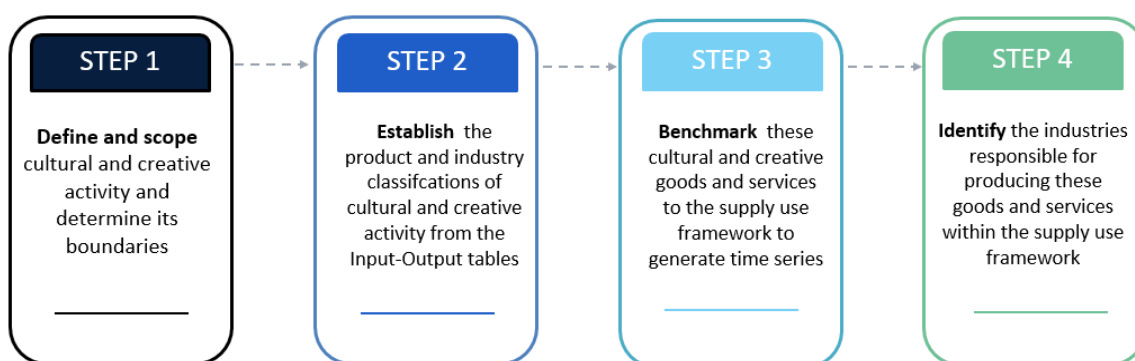 STEP 1
Define and scope
cultural and creative
activity and
determine its
boundaries
STEP 2
Establish the
product and industry
classifcations of
cultural and creative
activity from the
Input-Output tables
STEP 3
Benchmark these
cultural and creative
goods and services
to the supply use
framework to
generate time series
STEP 4
Identify the industries
responsible for
producing these
goods and services
within the supply use
framework